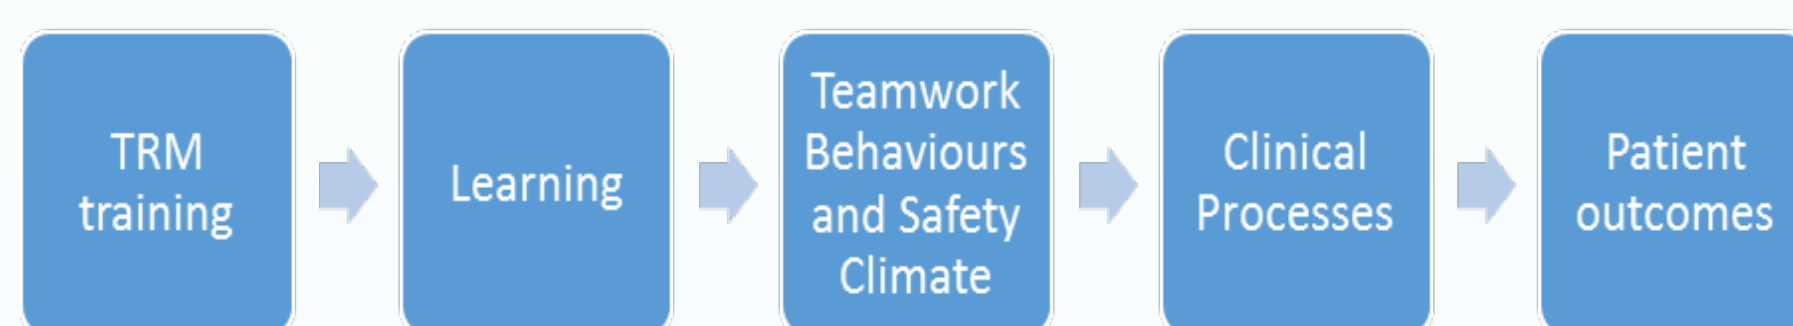 TRM
training
Learning
Teamwork
Behaviours
and Safety
Climate
Clinical
Processes
Patient
outcomes